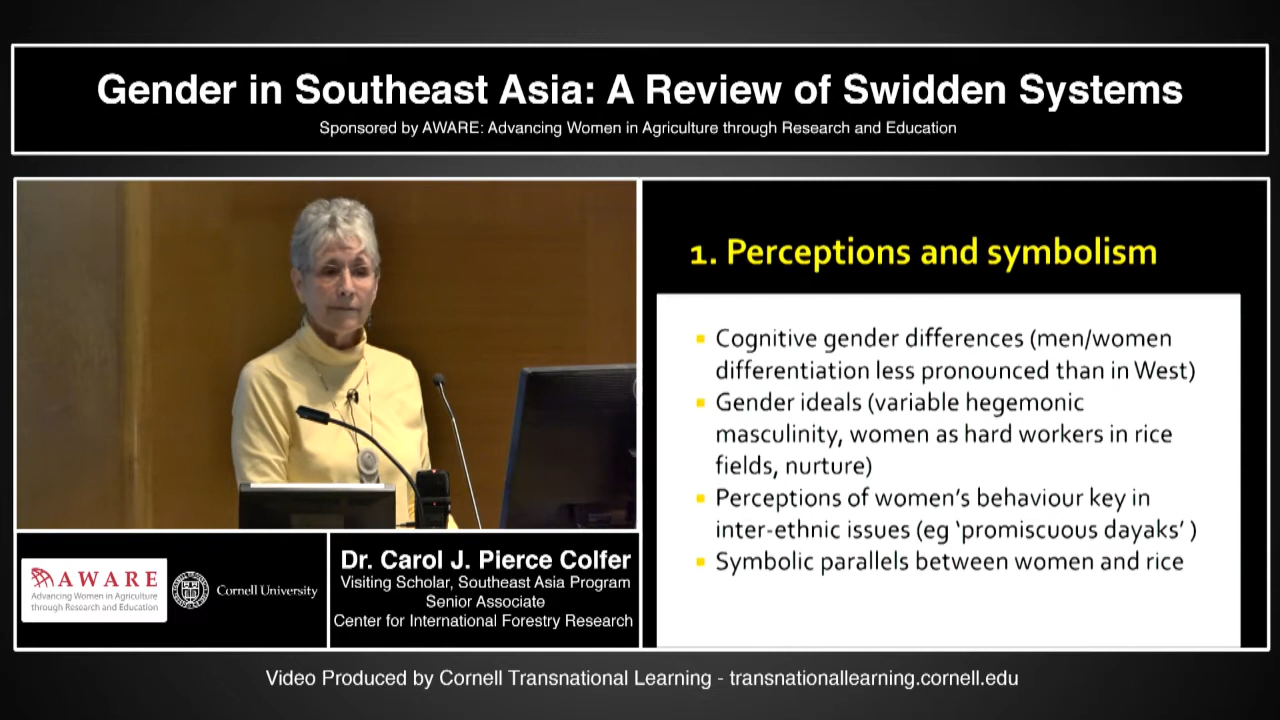 Gender in Southeast Asia: A Review of Swidden Systems
Sponsored by AWARE: Advancing Women in Agriculture through Research and Education
1. Perceptions and symbolism
Cognitive gender differences (men/women
differentiation less pronounced than in West)
Gender ideals (variable hegemonic
masculinity, women as hard workers in rice
fields, nurture)
Perceptions of women's behaviour key in
inter-ethnic issues (eg 'promiscuous dayaks' )
Symbolic parallels between women and rice
AWARE
Advancing Women in Agriculture
through Research and Education
Cornell University
Dr. Carol J. Pierce Colfer
Visiting Scholar, Southeast Asia Program
Senior Associate
Center for International Forestry Research
Video Produced by Cornell Transnational Learning - transnationallearning.cornell.edu